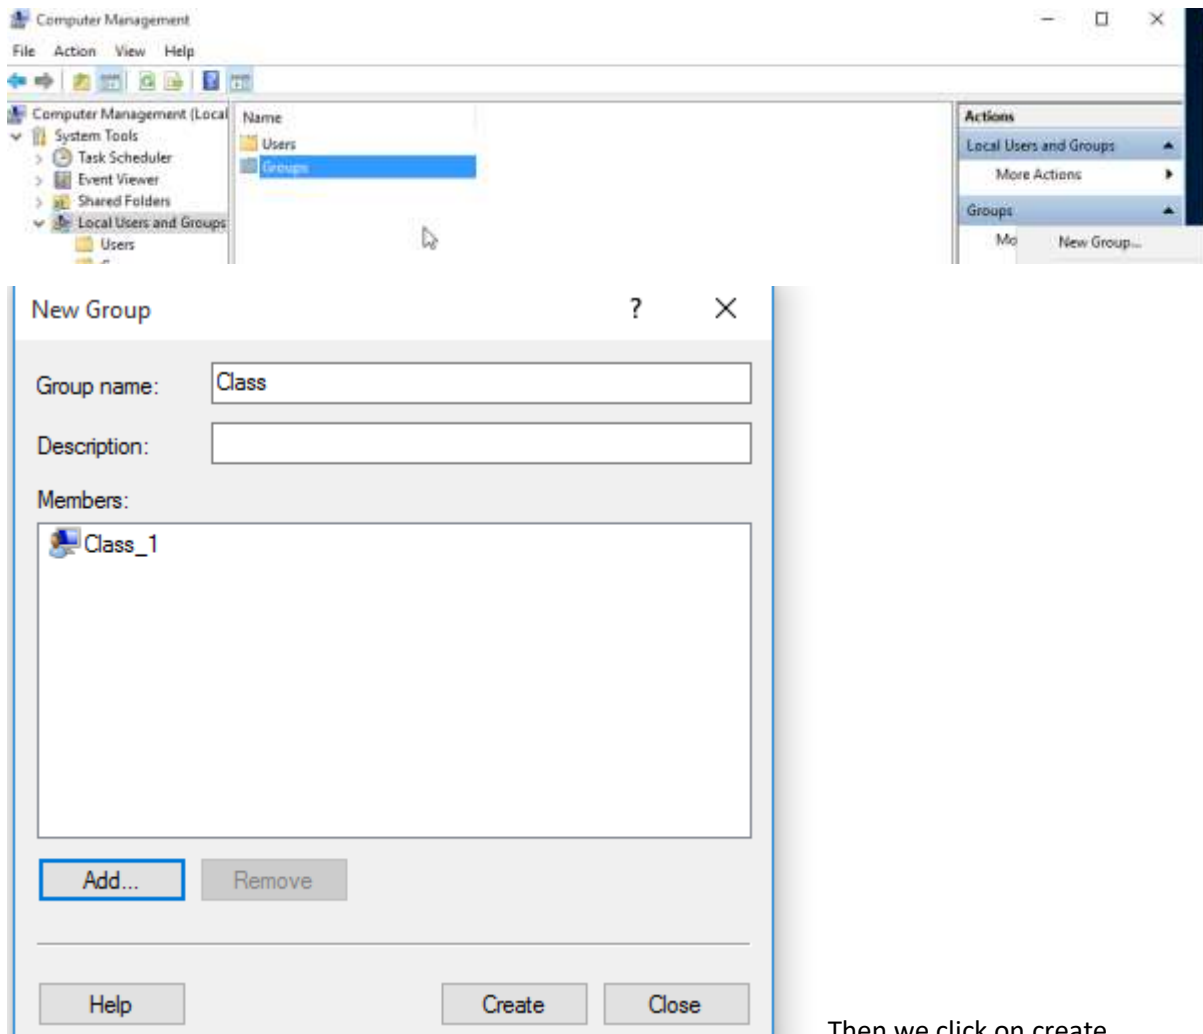 Computer Management
File Action View Help
Computer Management (Local
System Tools
Task Scheduler
Event Viewer
Shared Folders
Local Users and Groups
Users
Name
Users
Groups
Actions
Local Users and Groups
More Actions
Groups
Mo
New Group...
New Group
?
Group name:
Class
Description:
Members:
Class_1
Add...
Remove
Help
Create
Close
Then we click on create